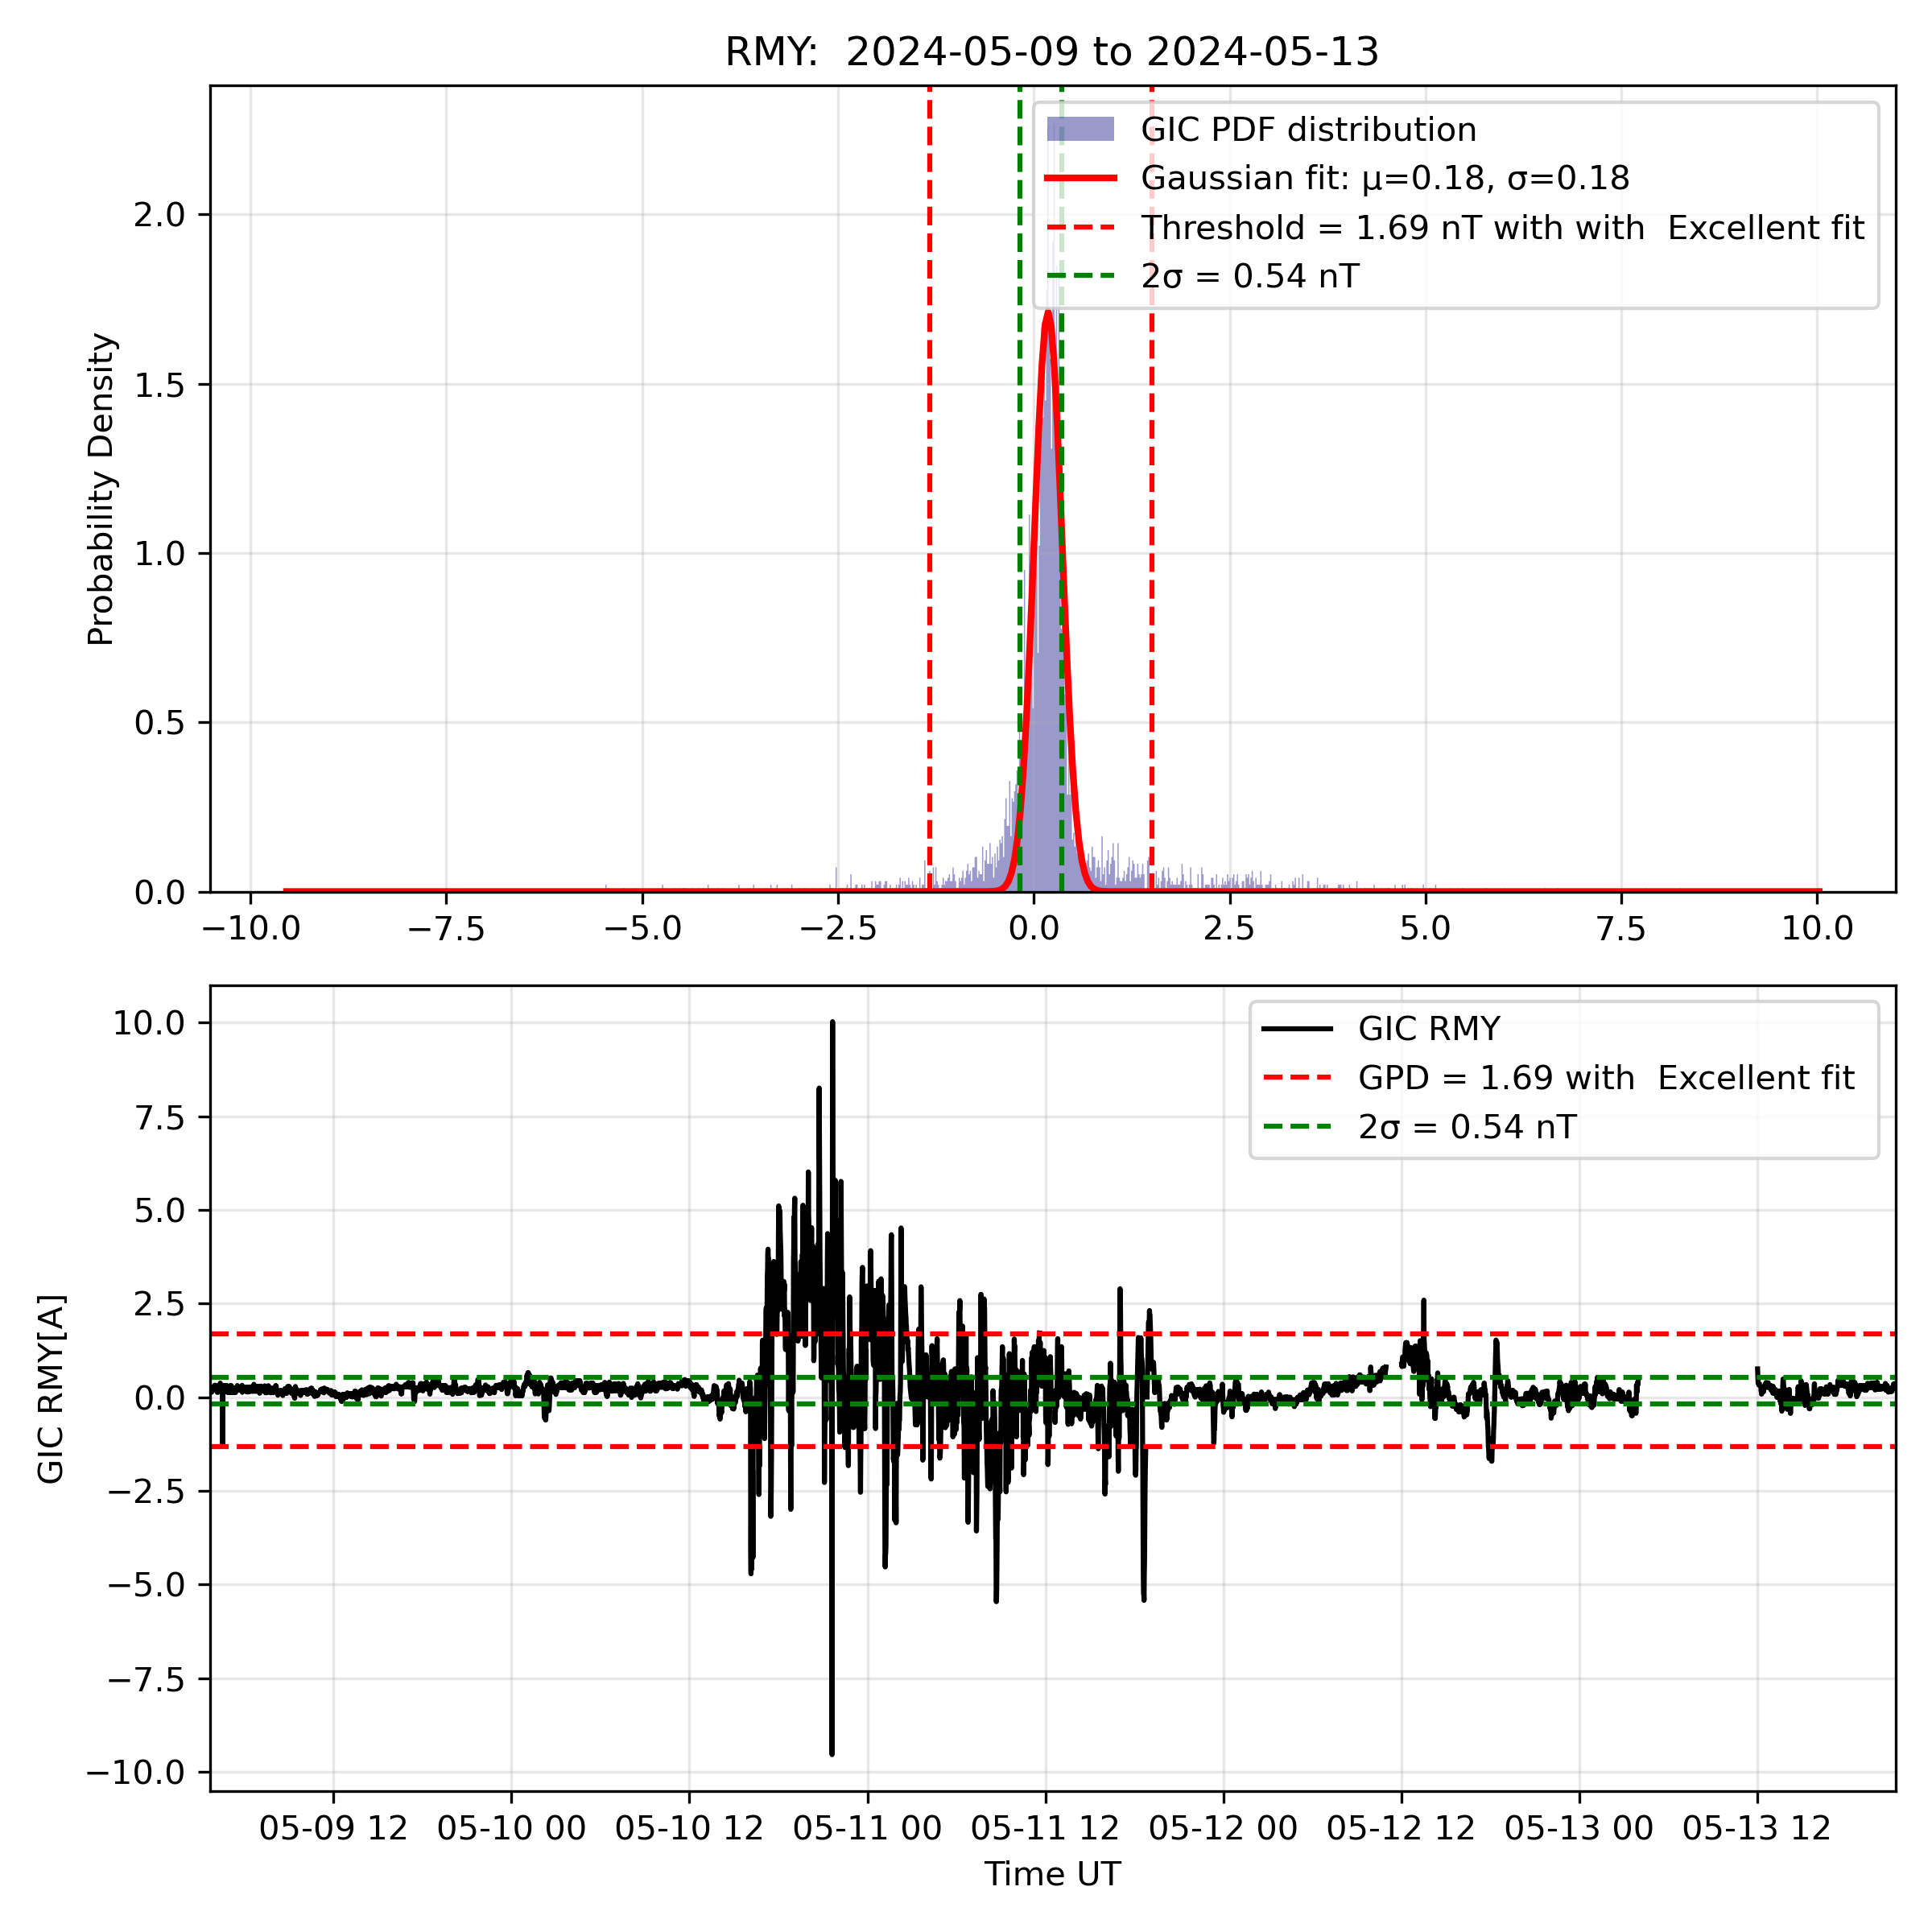 RMY:  2024-05-09 to 2024-05-13
GIC PDF distribution
Gaussian fit: μ=0.18, σ=0.18
Threshold = 1.69 nT with with  Excellent fit
2σ = 0.54 nT
Probability Density
2.0
1.5
1.0
0.5
0.0
−10.0 −7.5 −5.0 −2.5 0.0 2.5 5.0 7.5 10.0
GIC RMY
GPD = 1.69 with  Excellent fit
2σ = 0.54 nT
GIC RMY[A]
10.0
7.5
5.0
2.5
0.0
−2.5
−5.0
−7.5
−10.0
05-09 12 05-10 00 05-10 12 05-11 00 05-11 12 05-12 00 05-12 12 05-13 00 05-13 12
Time UT